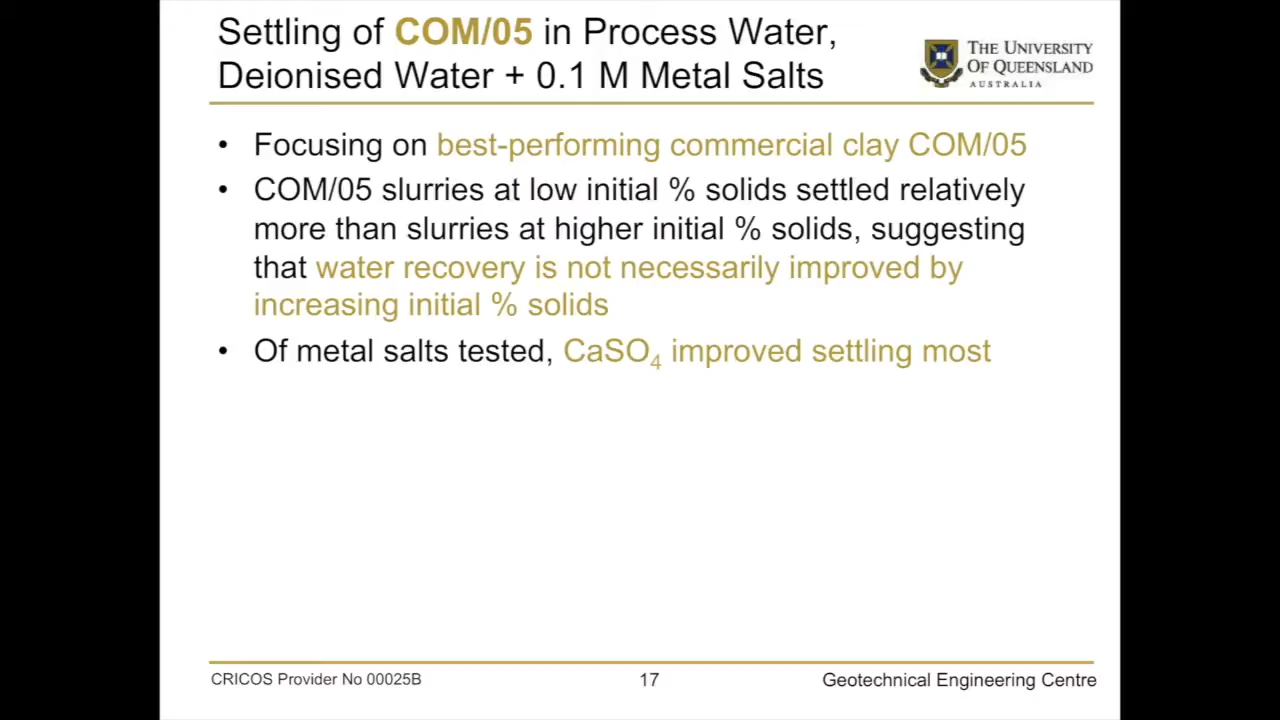 Settling of COM/05 in Process Water,
Deionised Water + 0.1 M Metal Salts
THE UNIVERSITY
OF QUEENSLAND
AUSTRALIA
• Focusing on best-performing commercial clay COM/05
• COM/05 slurries at low initial % solids settled relatively
more than slurries at higher initial % solids, suggesting
that water recovery is not necessarily improved by
increasing initial % solids
• Of metal salts tested, CaSO₄ improved settling most
CRICOS Provider No 00025B
17
Geotechnical Engineering Centre